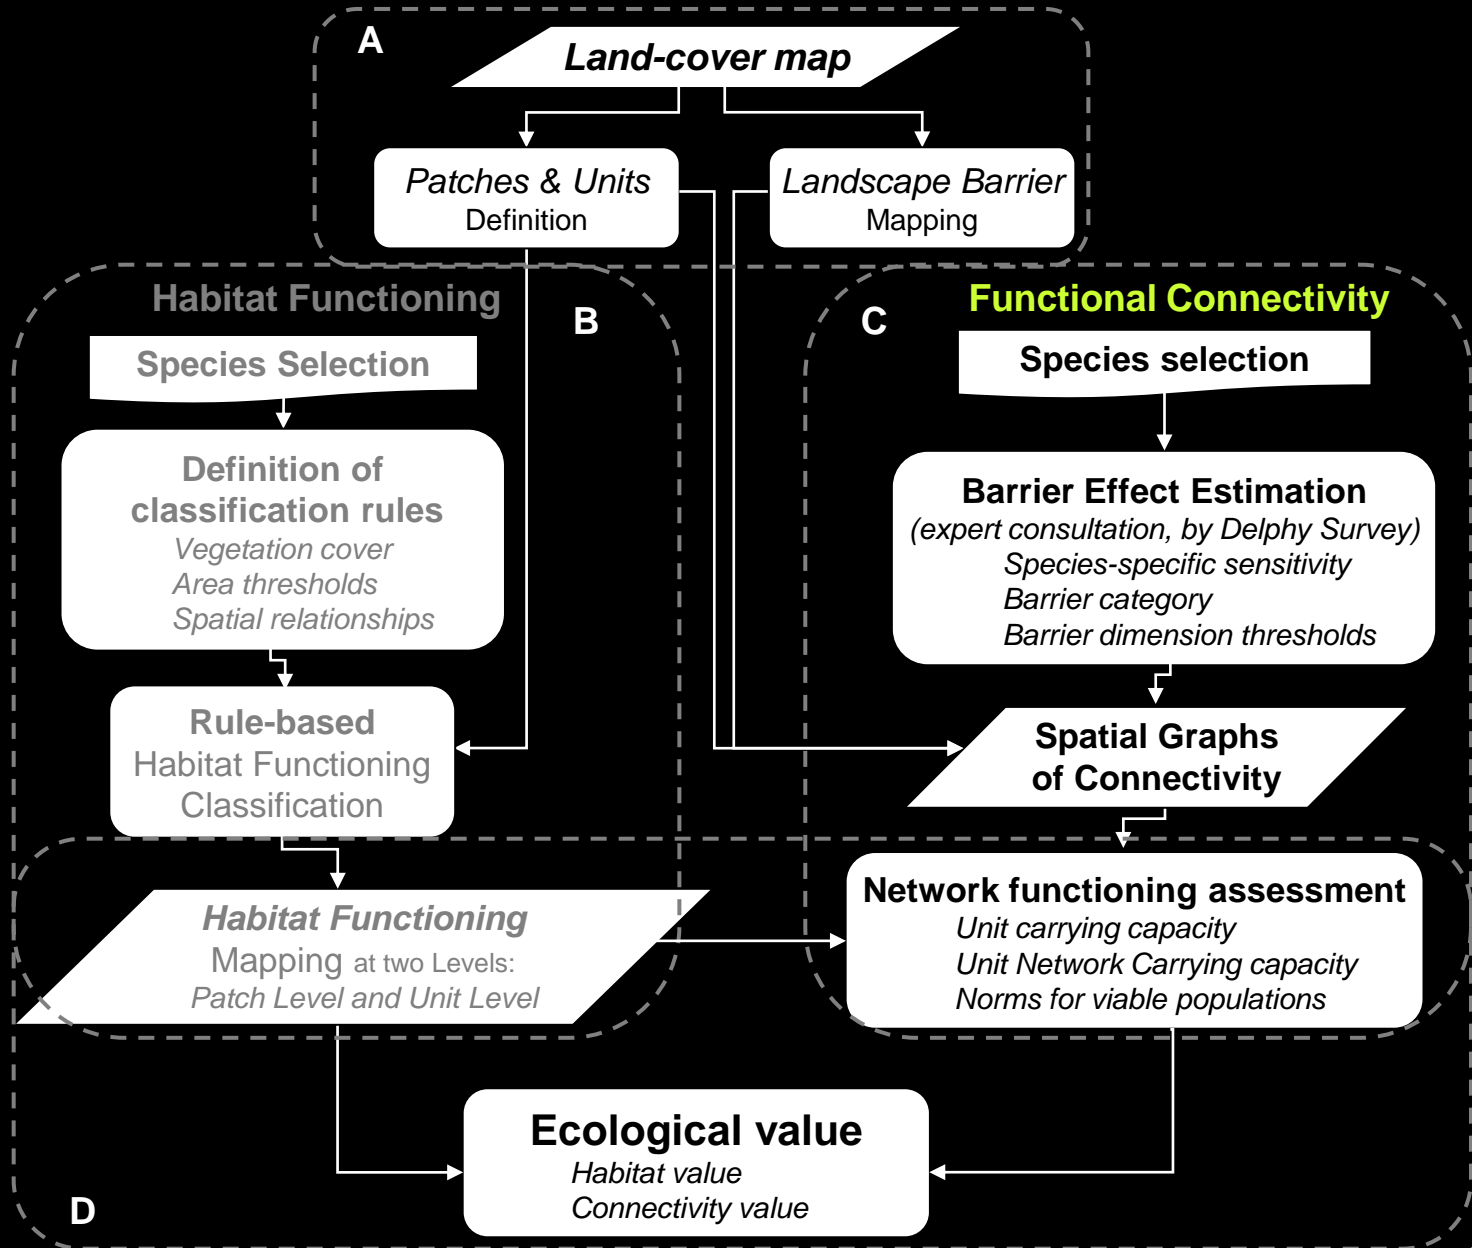 A
Land-cover map
Patches & Units
Definition
Landscape Barrier
Mapping
Habitat Functioning
B
Species Selection
Definition of
classification rules
Vegetation cover
Area thresholds
Spatial relationships
Rule-based
Habitat Functioning
Classification
Habitat Functioning
Mapping at two Levels:
Patch Level and Unit Level
Functional Connectivity
C
Species selection
Barrier Effect Estimation
(expert consultation, by Delphy Survey)
Species-specific sensitivity
Barrier category
Barrier dimension thresholds
Spatial Graphs
of Connectivity
Network functioning assessment
Unit carrying capacity
Unit Network Carrying capacity
Norms for viable populations
Ecological value
Habitat value
Connectivity value
D